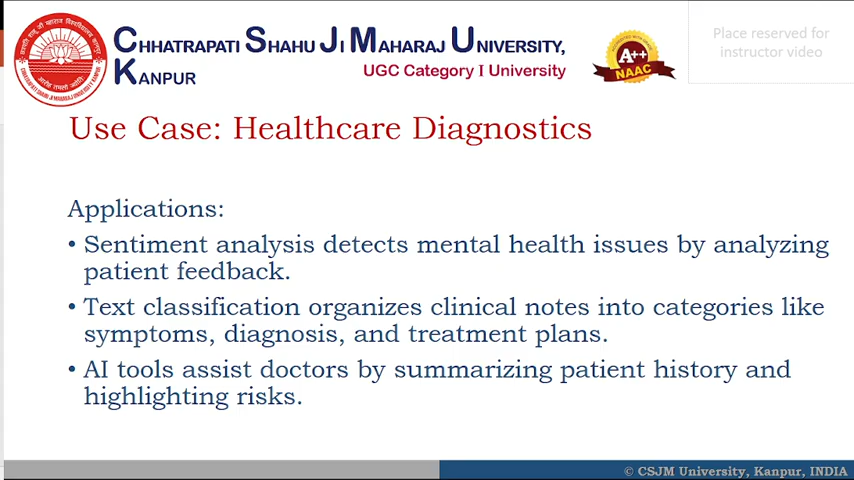 CHHATRAPATI SHAHU JI MAHARAJ UNIVERSITY,
KANPUR
UGC Category I University
A++
NAAC
Place reserved for
instructor video
Use Case: Healthcare Diagnostics
Applications:
• Sentiment analysis detects mental health issues by analyzing
patient feedback.
• Text classification organizes clinical notes into categories like
symptoms, diagnosis, and treatment plans.
• AI tools assist doctors by summarizing patient history and
highlighting risks.
© CSJM University, Kanpur, INDIA